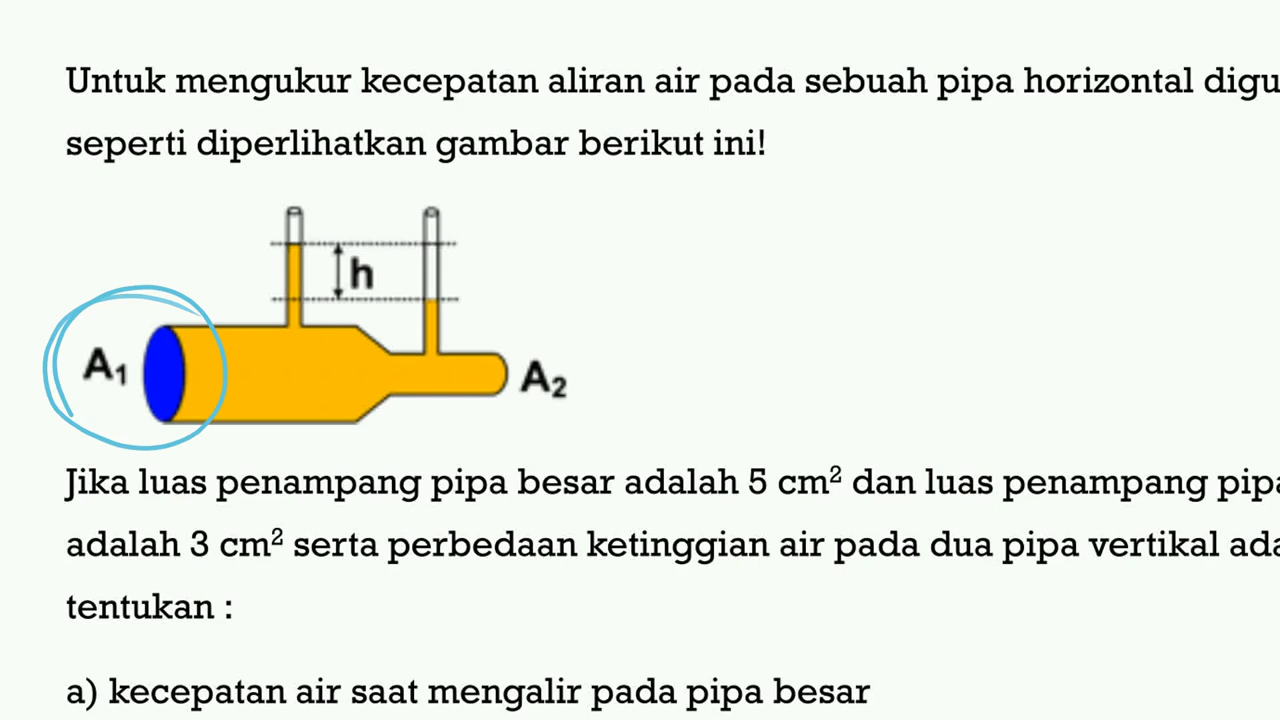 Untuk mengukur kecepatan aliran air pada sebuah pipa horizontal digu
seperti diperlihatkan gambar berikut ini!
h
A₁
A₂
Jika luas penampang pipa besar adalah 5 cm² dan luas penampang pipa
adalah 3 cm² serta perbedaan ketinggian air pada dua pipa vertikal ada
tentukan :
a) kecepatan air saat mengalir pada pipa besar